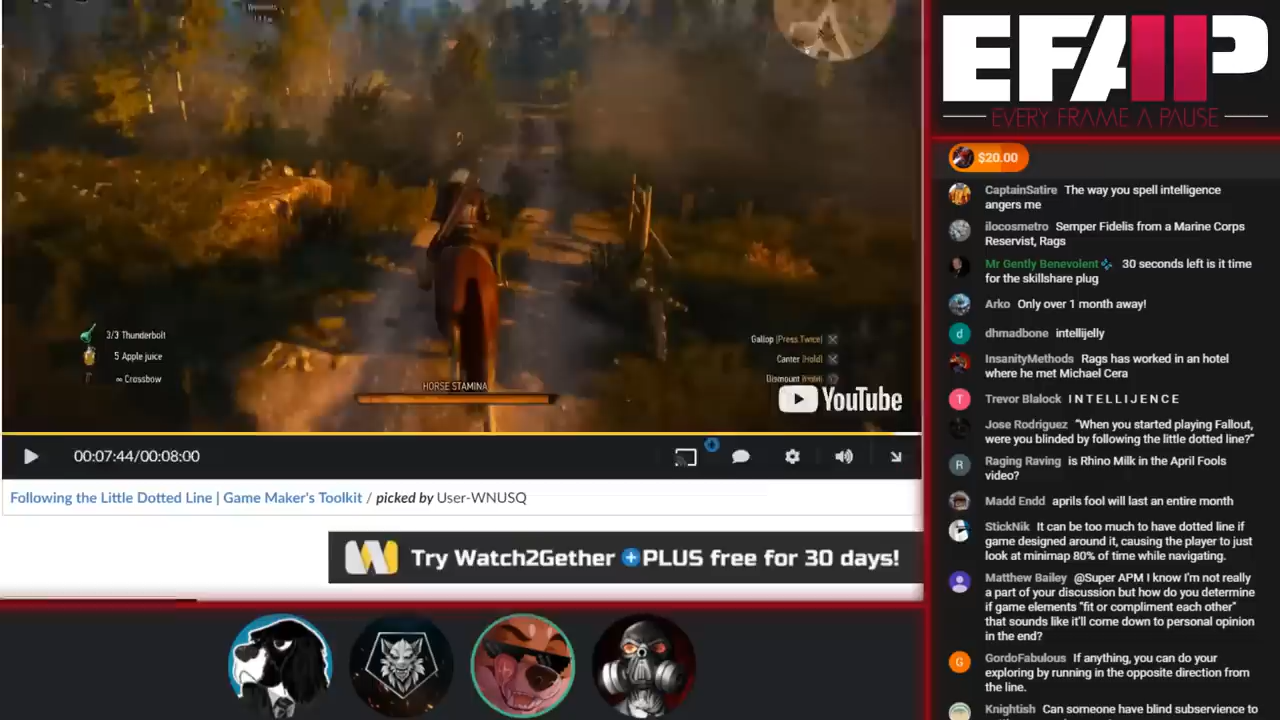 3/3 Thunderbolt
5 Apple juice
∞ Crossbow
HORSE STAMINA
Gallop [Press Twice]
Canter [Hold]
Dismount [Hold]
YouTube
00:07:44/00:08:00
Following the Little Dotted Line | Game Maker's Toolkit / picked by User-WNUSQ
Try Watch2Gether PLUS free for 30 days!
EFAP
EVERY FRAME A PAUSE
$20.00
CaptainSatire The way you spell intelligence
angers me
ilocosmetro Semper Fidelis from a Marine Corps
Reservist, Rags
Mr Gently Benevolent 30 seconds left is it time
for the skillshare plug
Arko Only over 1 month away!
d
dhmadbone intellijelly
InsanityMethods Rags has worked in an hotel
where he met Michael Cera
T
Trevor Blalock I N T E L L I J E N C E
Jose Rodriguez “When you started playing Fallout,
were you blinded by following the little dotted line?”
R
Raging Raving is Rhino Milk in the April Fools
video?
Madd Endd aprils fool will last an entire month
StickNik It can be too much to have dotted line if
game designed around it, causing the player to just
look at minimap 80% of time while navigating.
Matthew Bailey @Super APM I know I'm not really
a part of your discussion but how do you determine
if game elements "fit or compliment each other"
that sounds like it'll come down to personal opinion
in the end?
G
GordoFabulous If anything, you can do your
exploring by running in the opposite direction from
the line.
Knightish Can someone have blind subservience to